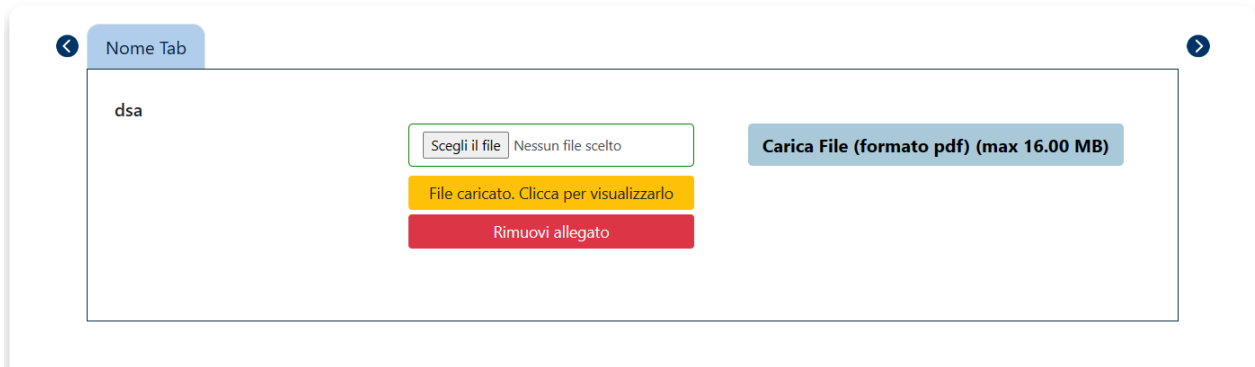 Nome Tab
dsa
Scegli il file Nessun file scelto
Carica File (formato pdf) (max 16.00 MB)
File caricato. Clicca per visualizzarlo
Rimuovi allegato